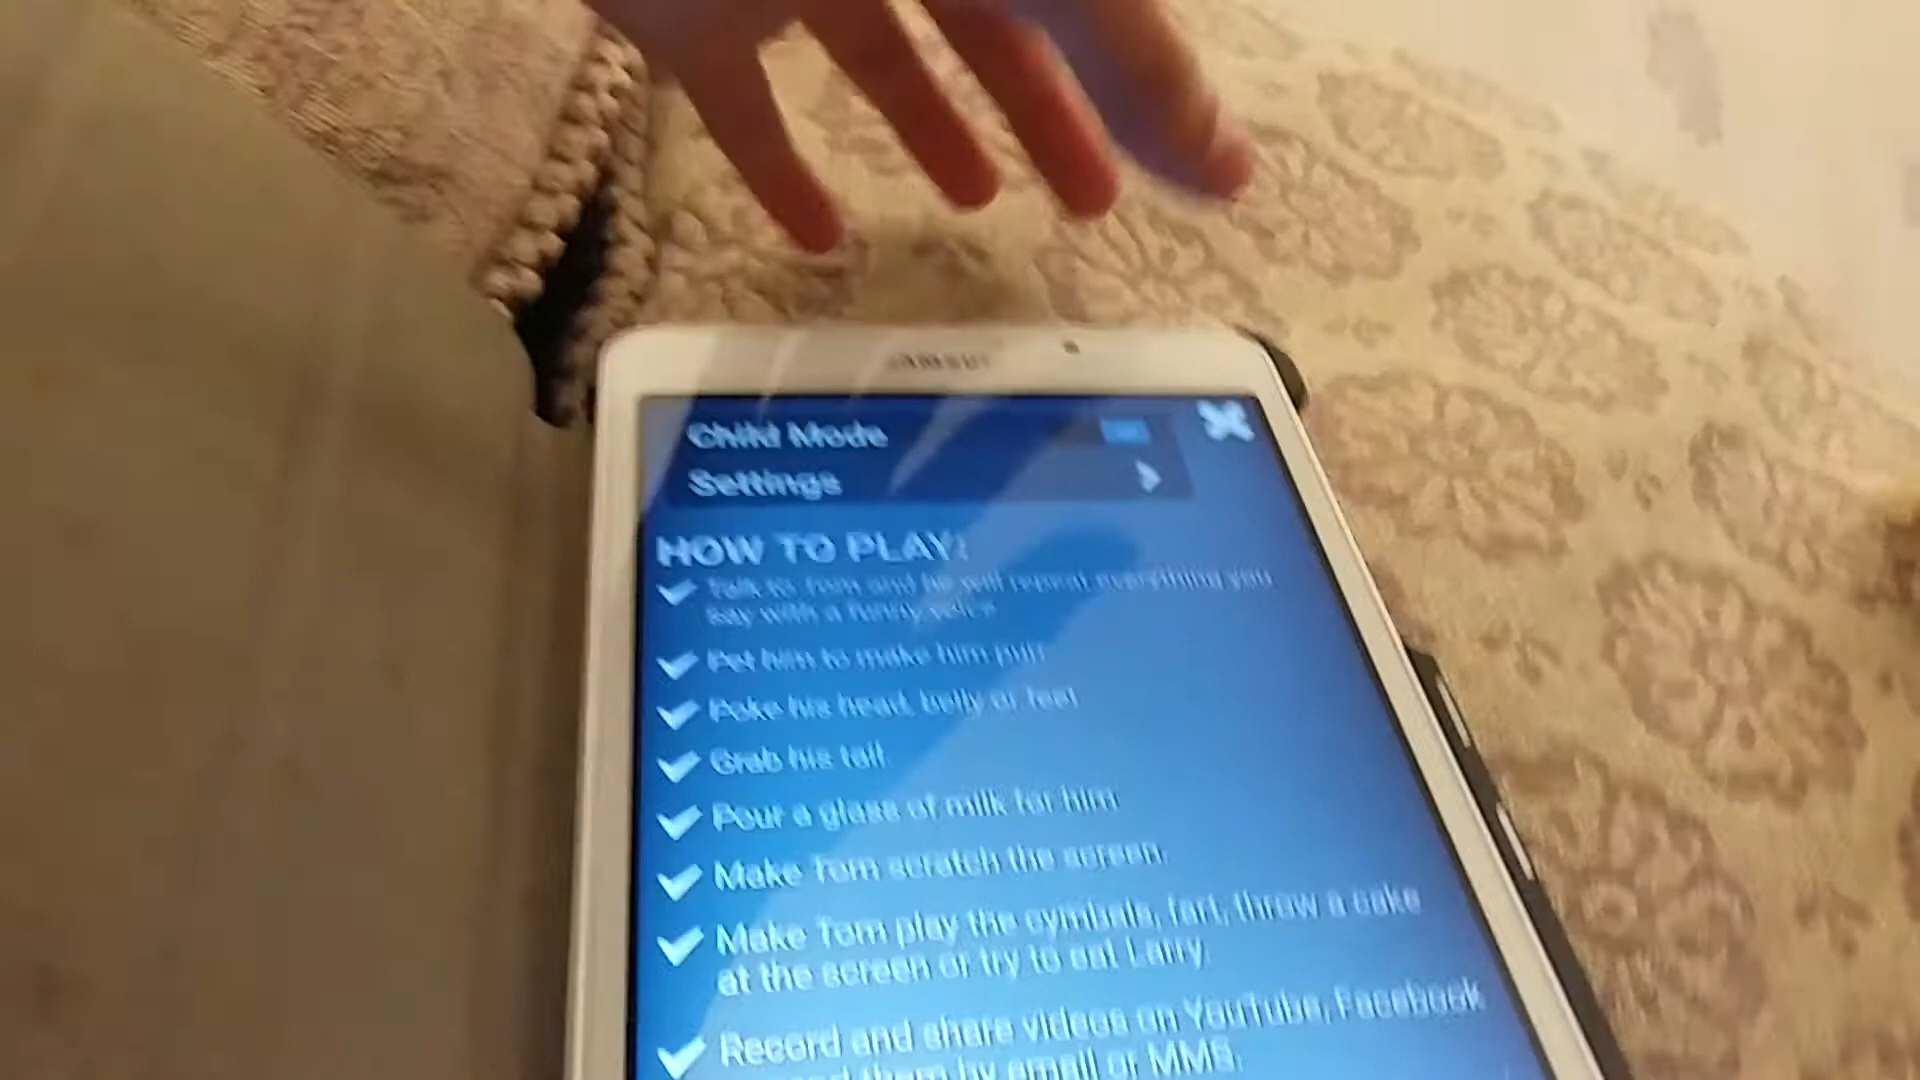 SAMSUNG
Child Mode
Settings
HOW TO PLAY:
Talk to Tom and he will repeat everything you
say with a funny voice
Pet him to make him purr
Poke his head, belly or feet
Grab his tail
Pour a glass of milk for him
Make Tom scratch the screen.
Make Tom play the cymbals, fart, throw a cake
at the screen or try to eat Larry.
Record and share videos on YouTube, Facebook
send them by email or MMS.